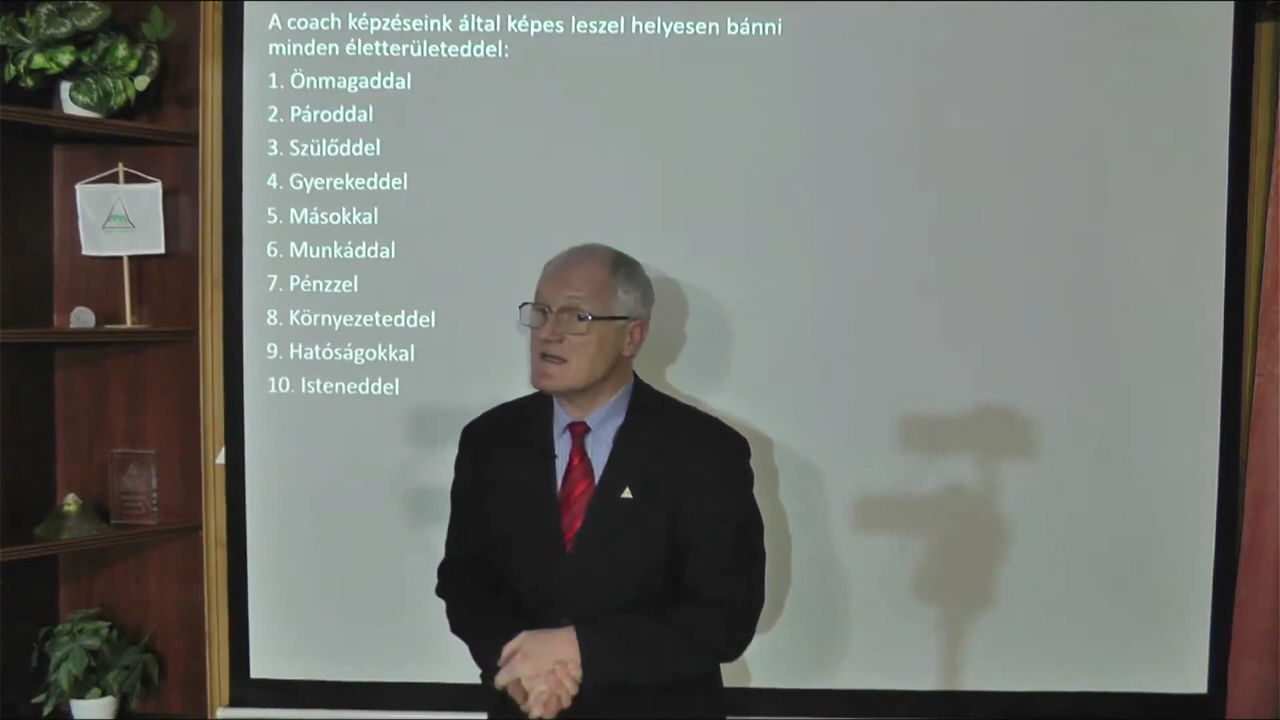 A coach képzéseink által képes leszel helyesen bánni
minden életterületeddel:
1. Önmagaddal
2. Pároddal
3. Szülőddel
4. Gyerekeddel
5. Másokkal
6. Munkáddal
7. Pénzzel
8. Környezeteddel
9. Hatóságokkal
10. Isteneddel